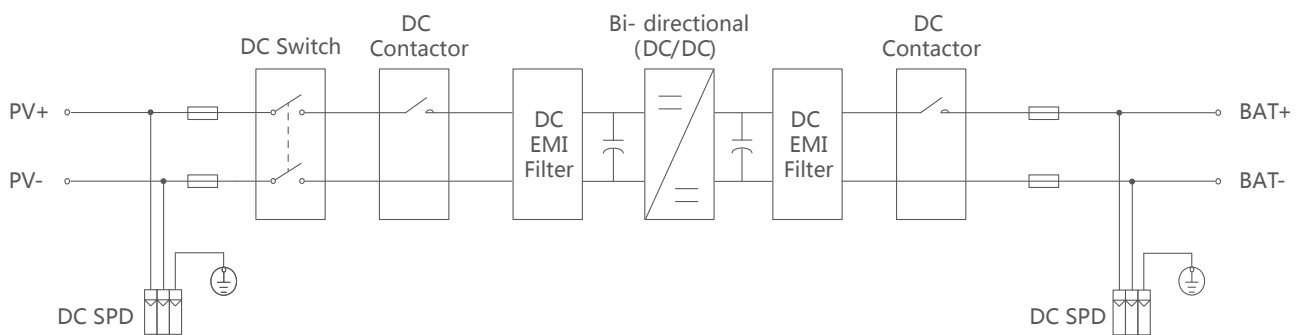 DC Switch
DC
Contactor
Bi- directional
(DC/DC)
DC
Contactor
PV+
PV-
DC
EMI
Filter
DC
EMI
Filter
BAT+
BAT-
DC SPD
DC SPD